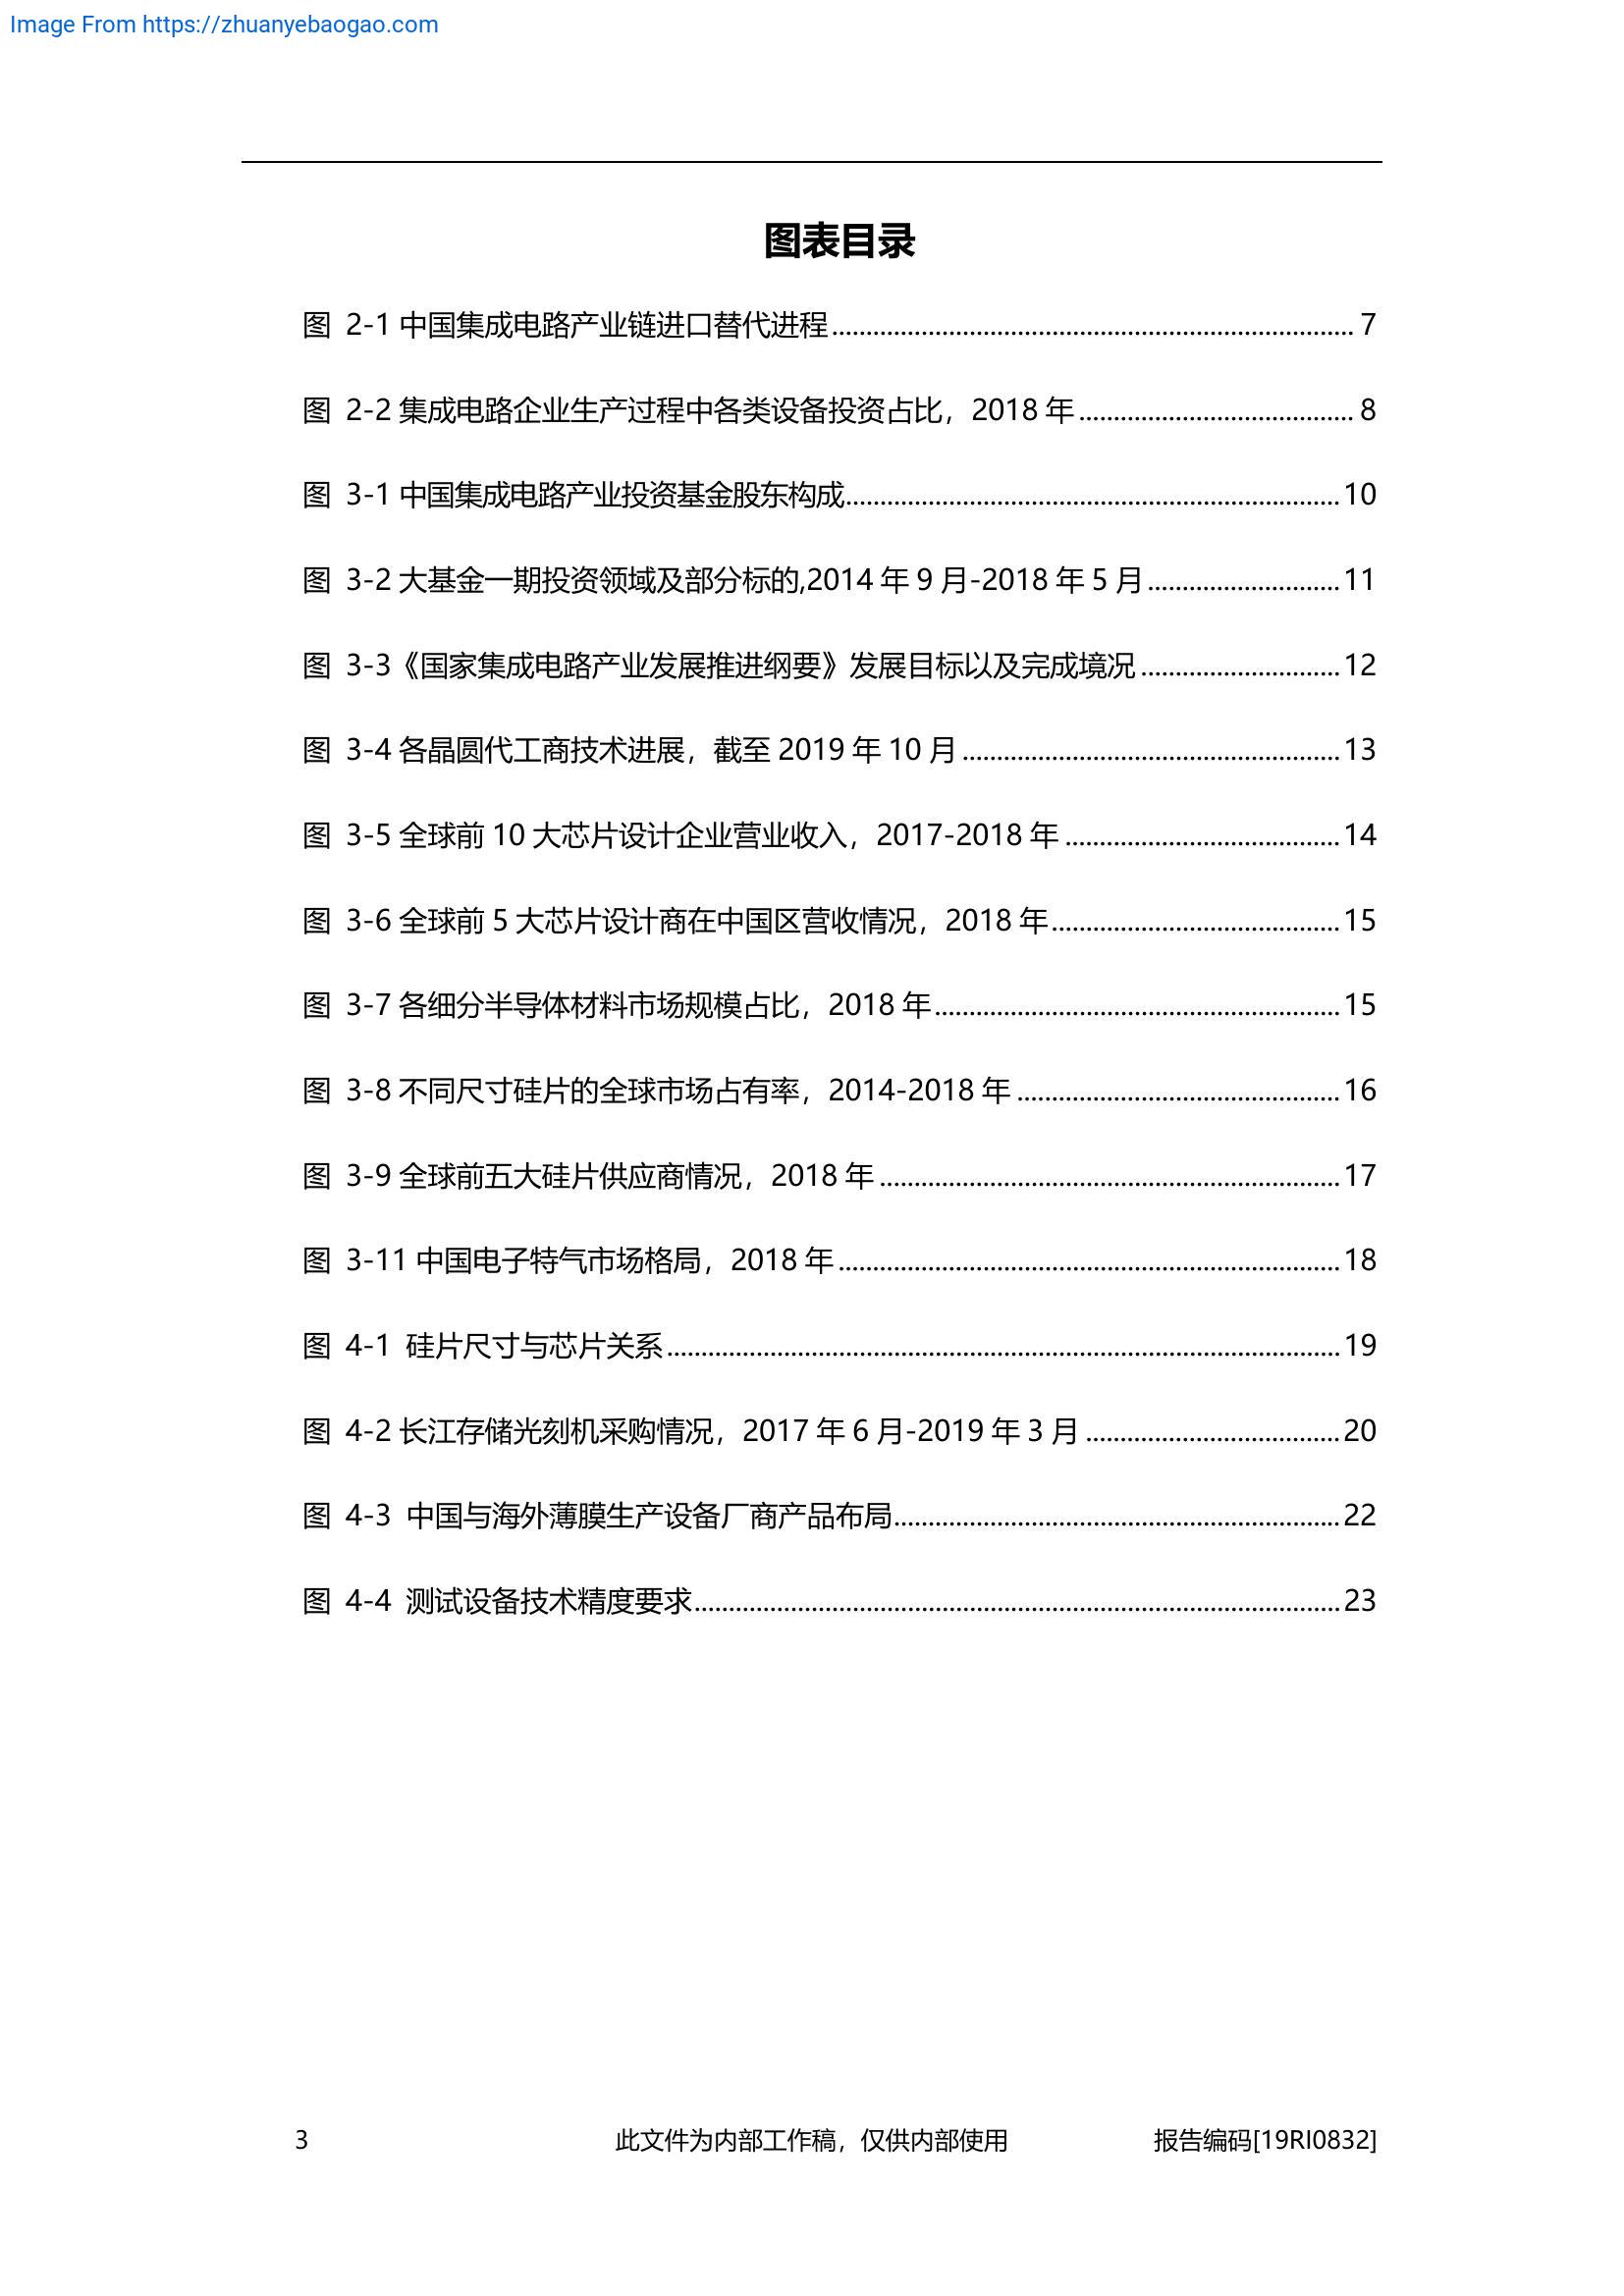 Image From https://zhuanyebaogao.com
图表目录
图 2-1 中国集成电路产业链进口替代进程 7
图 2-2 集成电路企业生产过程中各类设备投资占比，2018 年 8
图 3-1 中国集成电路产业投资基金股东构成 10
图 3-2 大基金一期投资领域及部分标的,2014 年 9 月-2018 年 5 月 11
图 3-3《国家集成电路产业发展推进纲要》发展目标以及完成境况 12
图 3-4 各晶圆代工商技术进展，截至 2019 年 10 月 13
图 3-5 全球前 10 大芯片设计企业营业收入，2017-2018 年 14
图 3-6 全球前 5 大芯片设计商在中国区营收情况，2018 年 15
图 3-7 各细分半导体材料市场规模占比，2018 年 15
图 3-8 不同尺寸硅片的全球市场占有率，2014-2018 年 16
图 3-9 全球前五大硅片供应商情况，2018 年 17
图 3-11 中国电子特气市场格局，2018 年 18
图 4-1 硅片尺寸与芯片关系 19
图 4-2 长江存储光刻机采购情况，2017 年 6 月-2019 年 3 月 20
图 4-3 中国与海外薄膜生产设备厂商产品布局 22
图 4-4 测试设备技术精度要求 23
3 此文件为内部工作稿，仅供内部使用 报告编码[19RI0832]